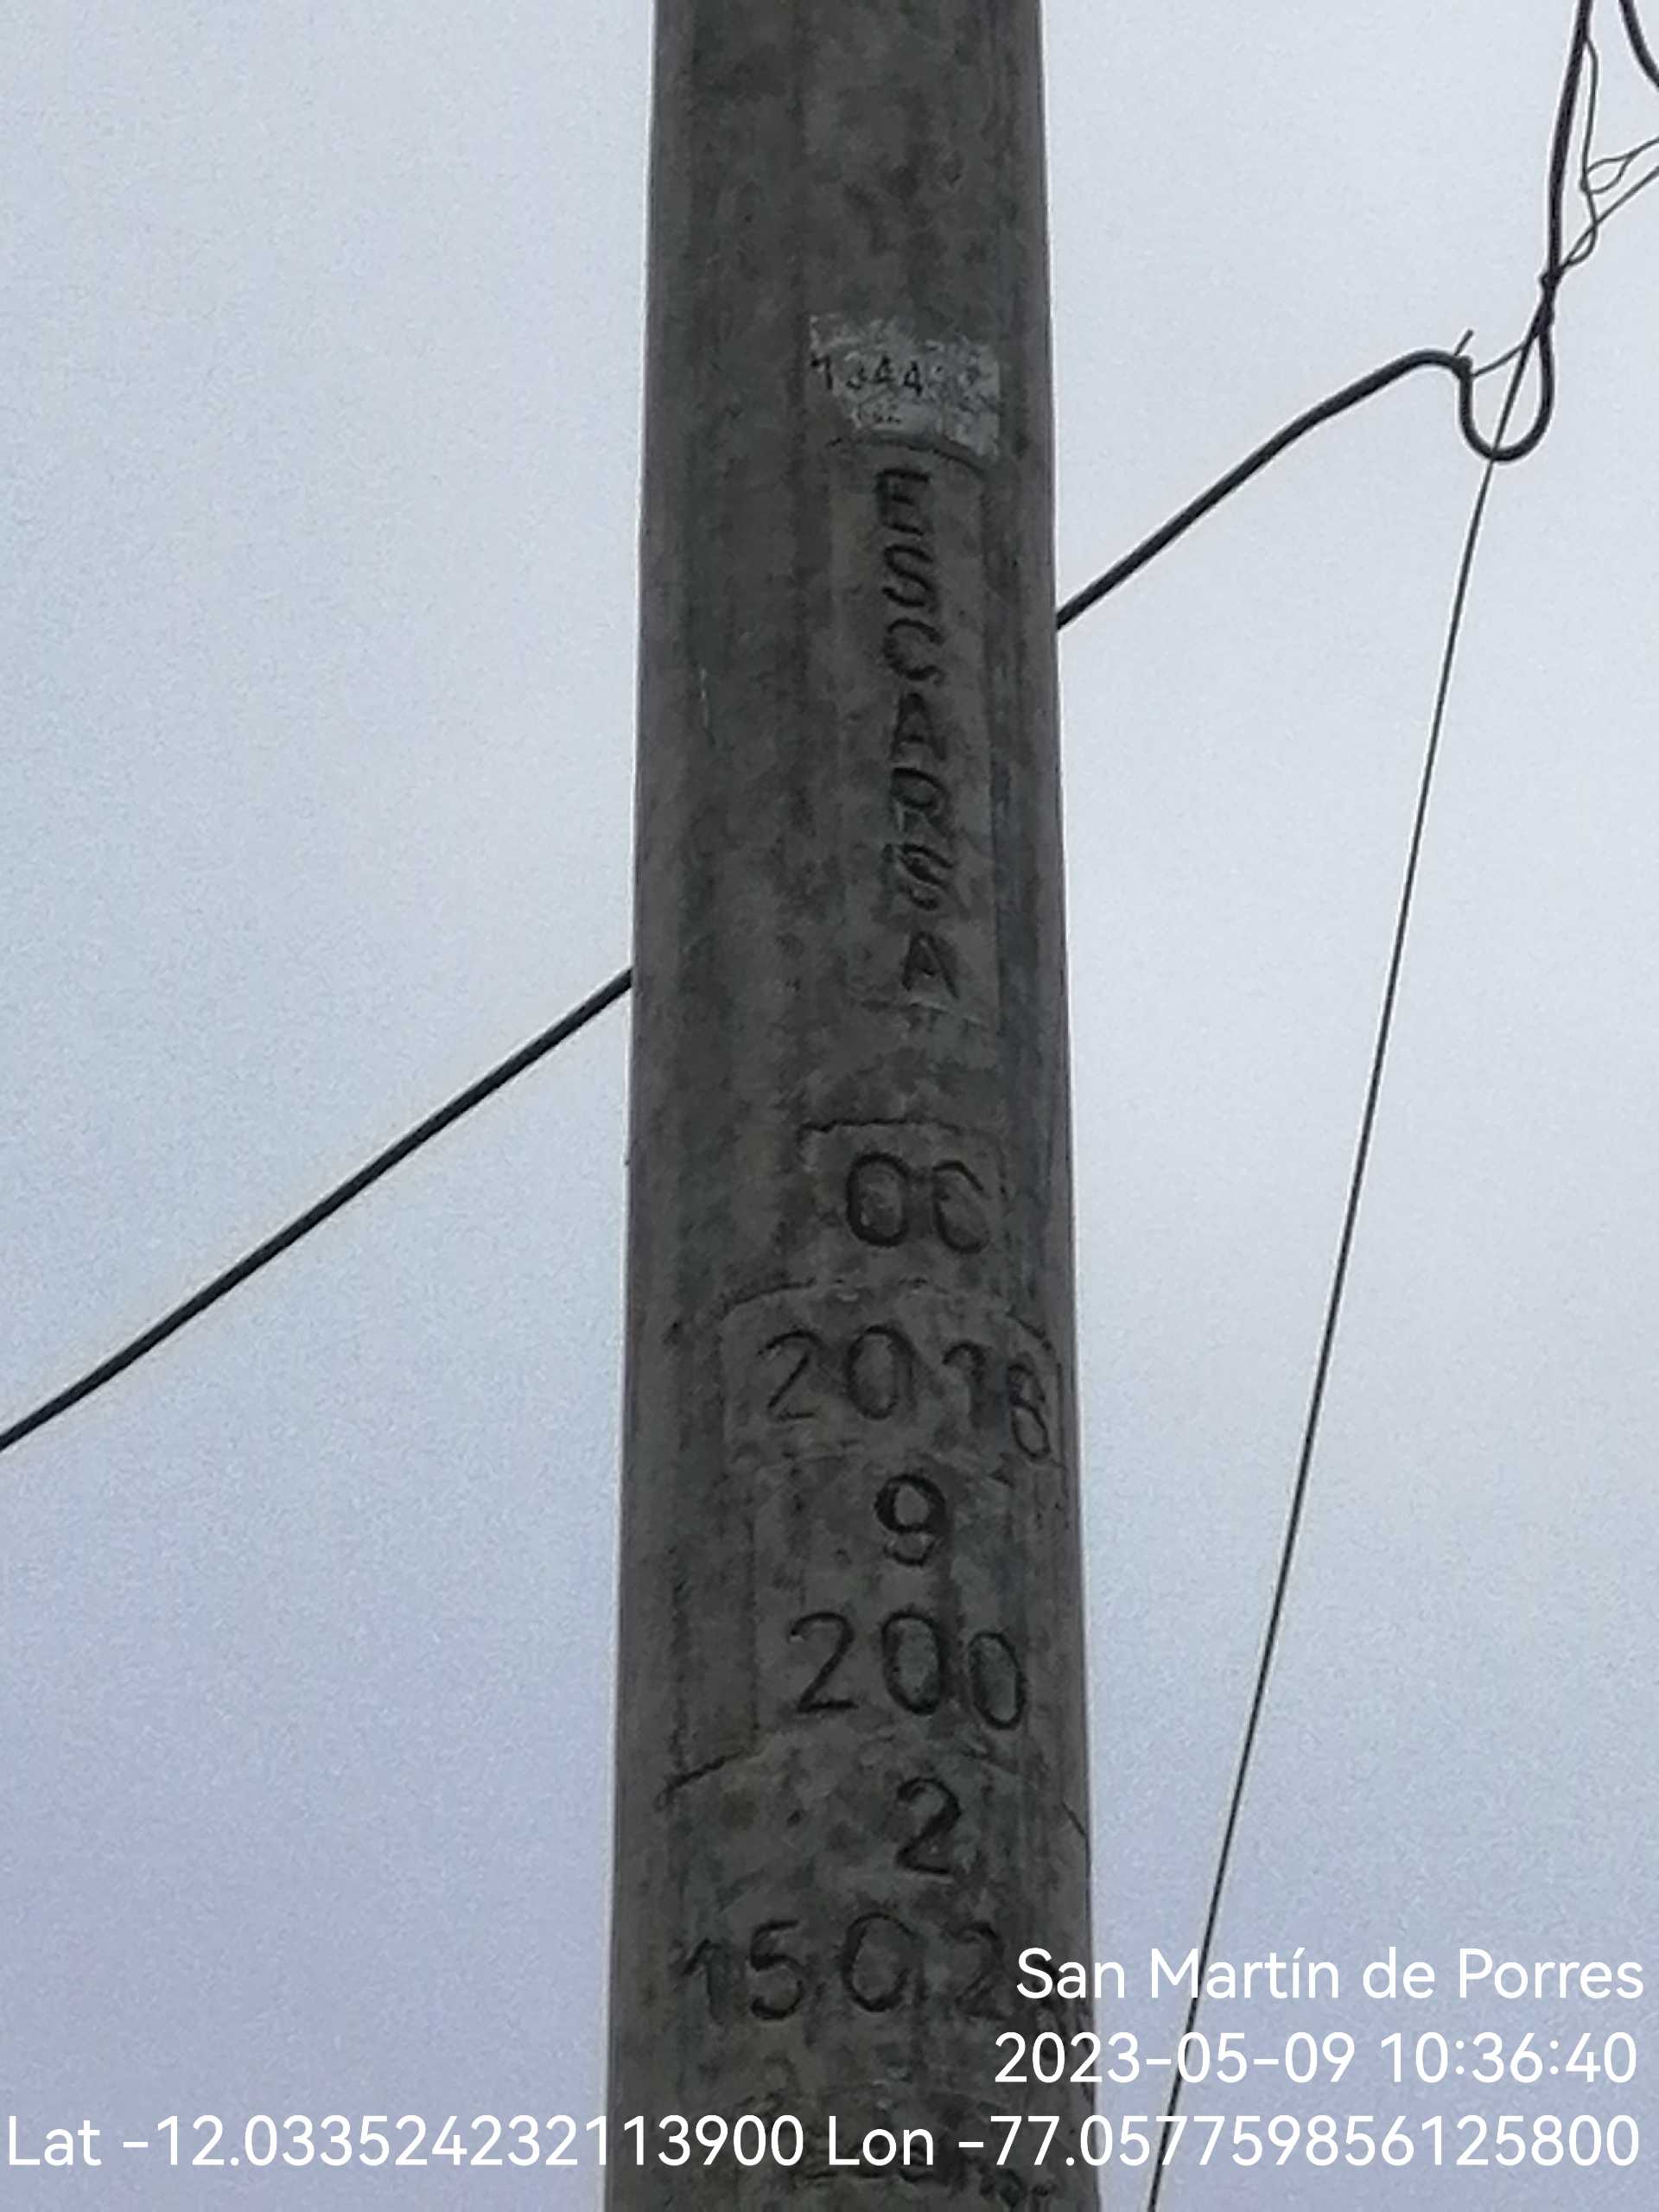 ESCARSA
2018
9
200
2
San Martín de Porres
2023-05-09 10:36:40
Lat -12.033524232113900 Lon -77.057759856125800